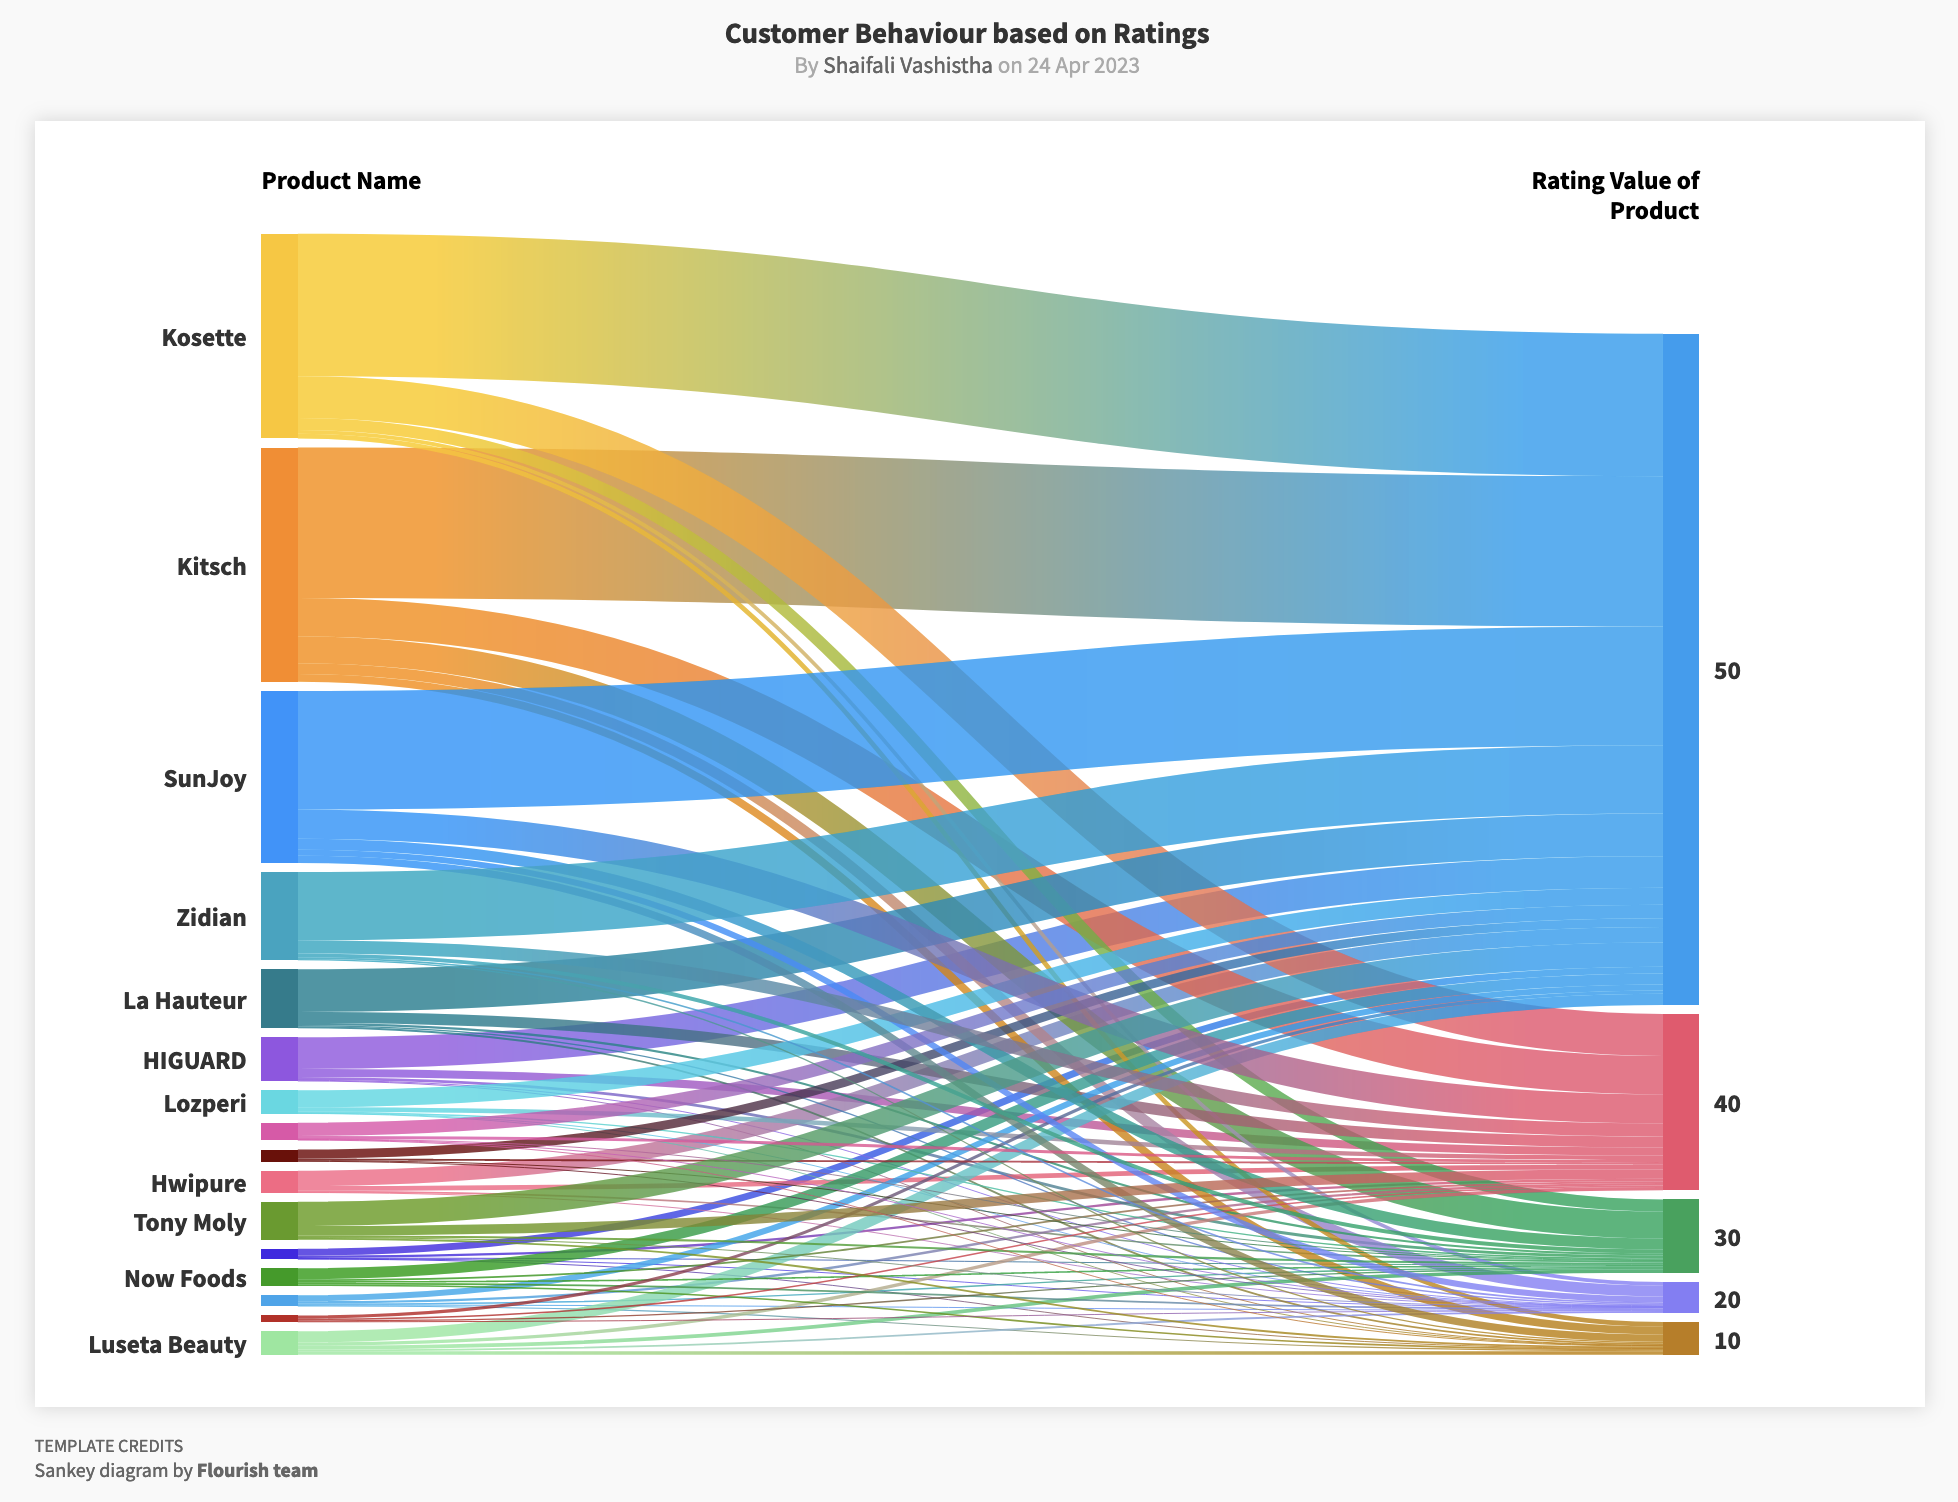 Customer Behaviour based on Ratings
By Shaifali Vashistha on 24 Apr 2023
Product Name
Rating Value of
Product
Kosette
Kitsch
SunJoy
Zidian
La Hauteur
HIGUARD
Lozperi
Hwipure
Tony Moly
Now Foods
Luseta Beauty
50
40
30
20
10
TEMPLATE CREDITS
Sankey diagram by Flourish team